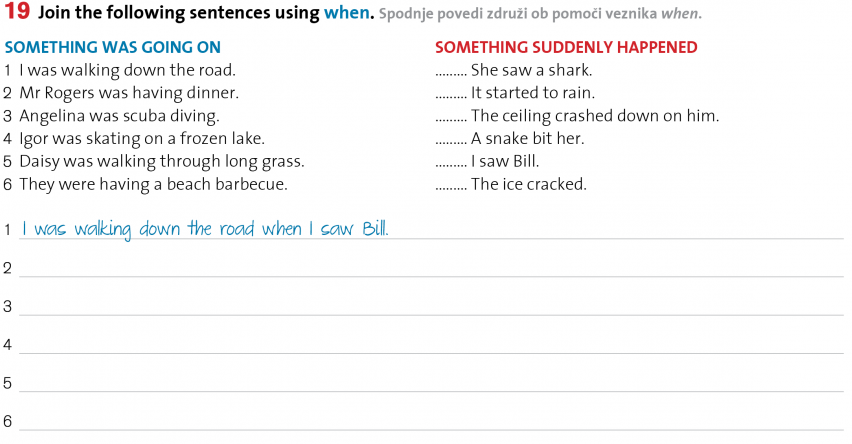 19 Join the following sentences using when. Spodnje povedi združi ob pomoči veznika when.
SOMETHING WAS GOING ON
1 I was walking down the road.
2 Mr Rogers was having dinner.
3 Angelina was scuba diving.
4 Igor was skating on a frozen lake.
5 Daisy was walking through long grass.
6 They were having a beach barbecue.
SOMETHING SUDDENLY HAPPENED
......... She saw a shark.
......... It started to rain.
......... The ceiling crashed down on him.
......... A snake bit her.
......... I saw Bill.
......... The ice cracked.
1 I was walking down the road when I saw Bill.
2
3
4
5
6